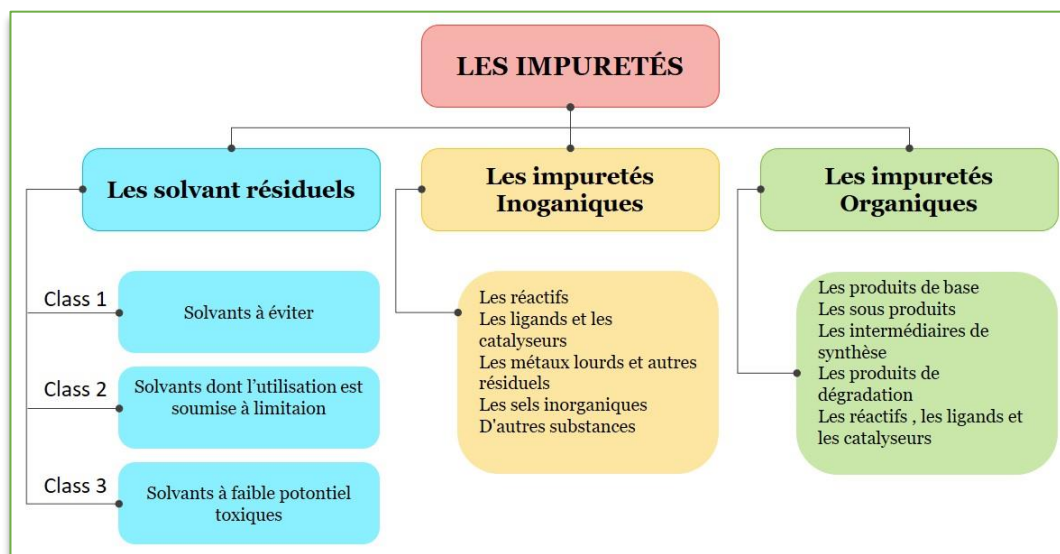 LES IMPURETÉS
Les solvant résiduels
Class 1
Solvants à éviter
Class 2
Solvants dont l'utilisation est
soumise à limitaion
Class 3
Solvants à faible potontiel
toxiques
Les impuretés
Inoganiques
Les réactifs
Les ligands et les
catalyseurs
Les métaux lourds et autres
résiduels
Les sels inorganiques
D'autres substances
Les impuretés
Organiques
Les produits de base
Les sous produits
Les intermédiaires de
synthèse
Les produits de
dégradation
Les réactifs , les ligands et
les catalyseurs